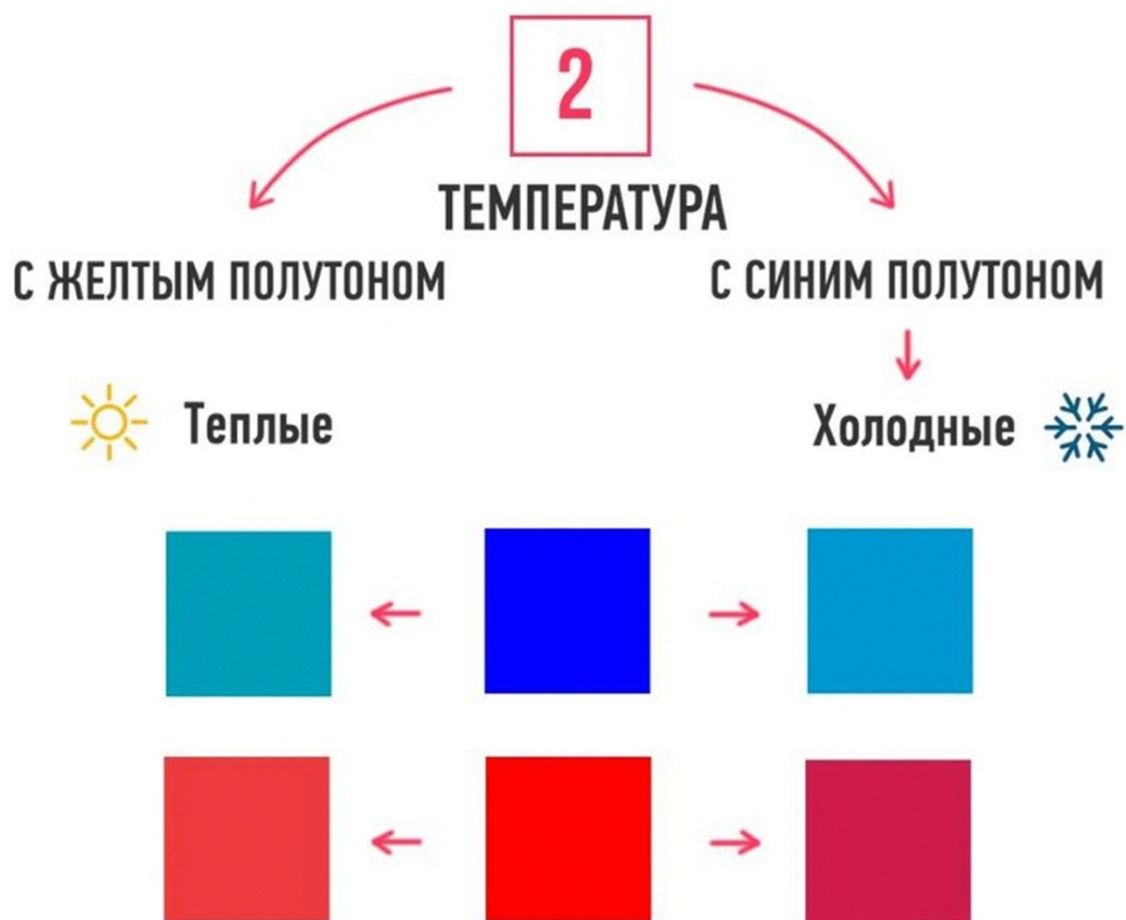 2
ТЕМПЕРАТУРА
С ЖЕЛТЫМ ПОЛУТОНОМ
С СИНИМ ПОЛУТОНОМ
Теплые
Холодные